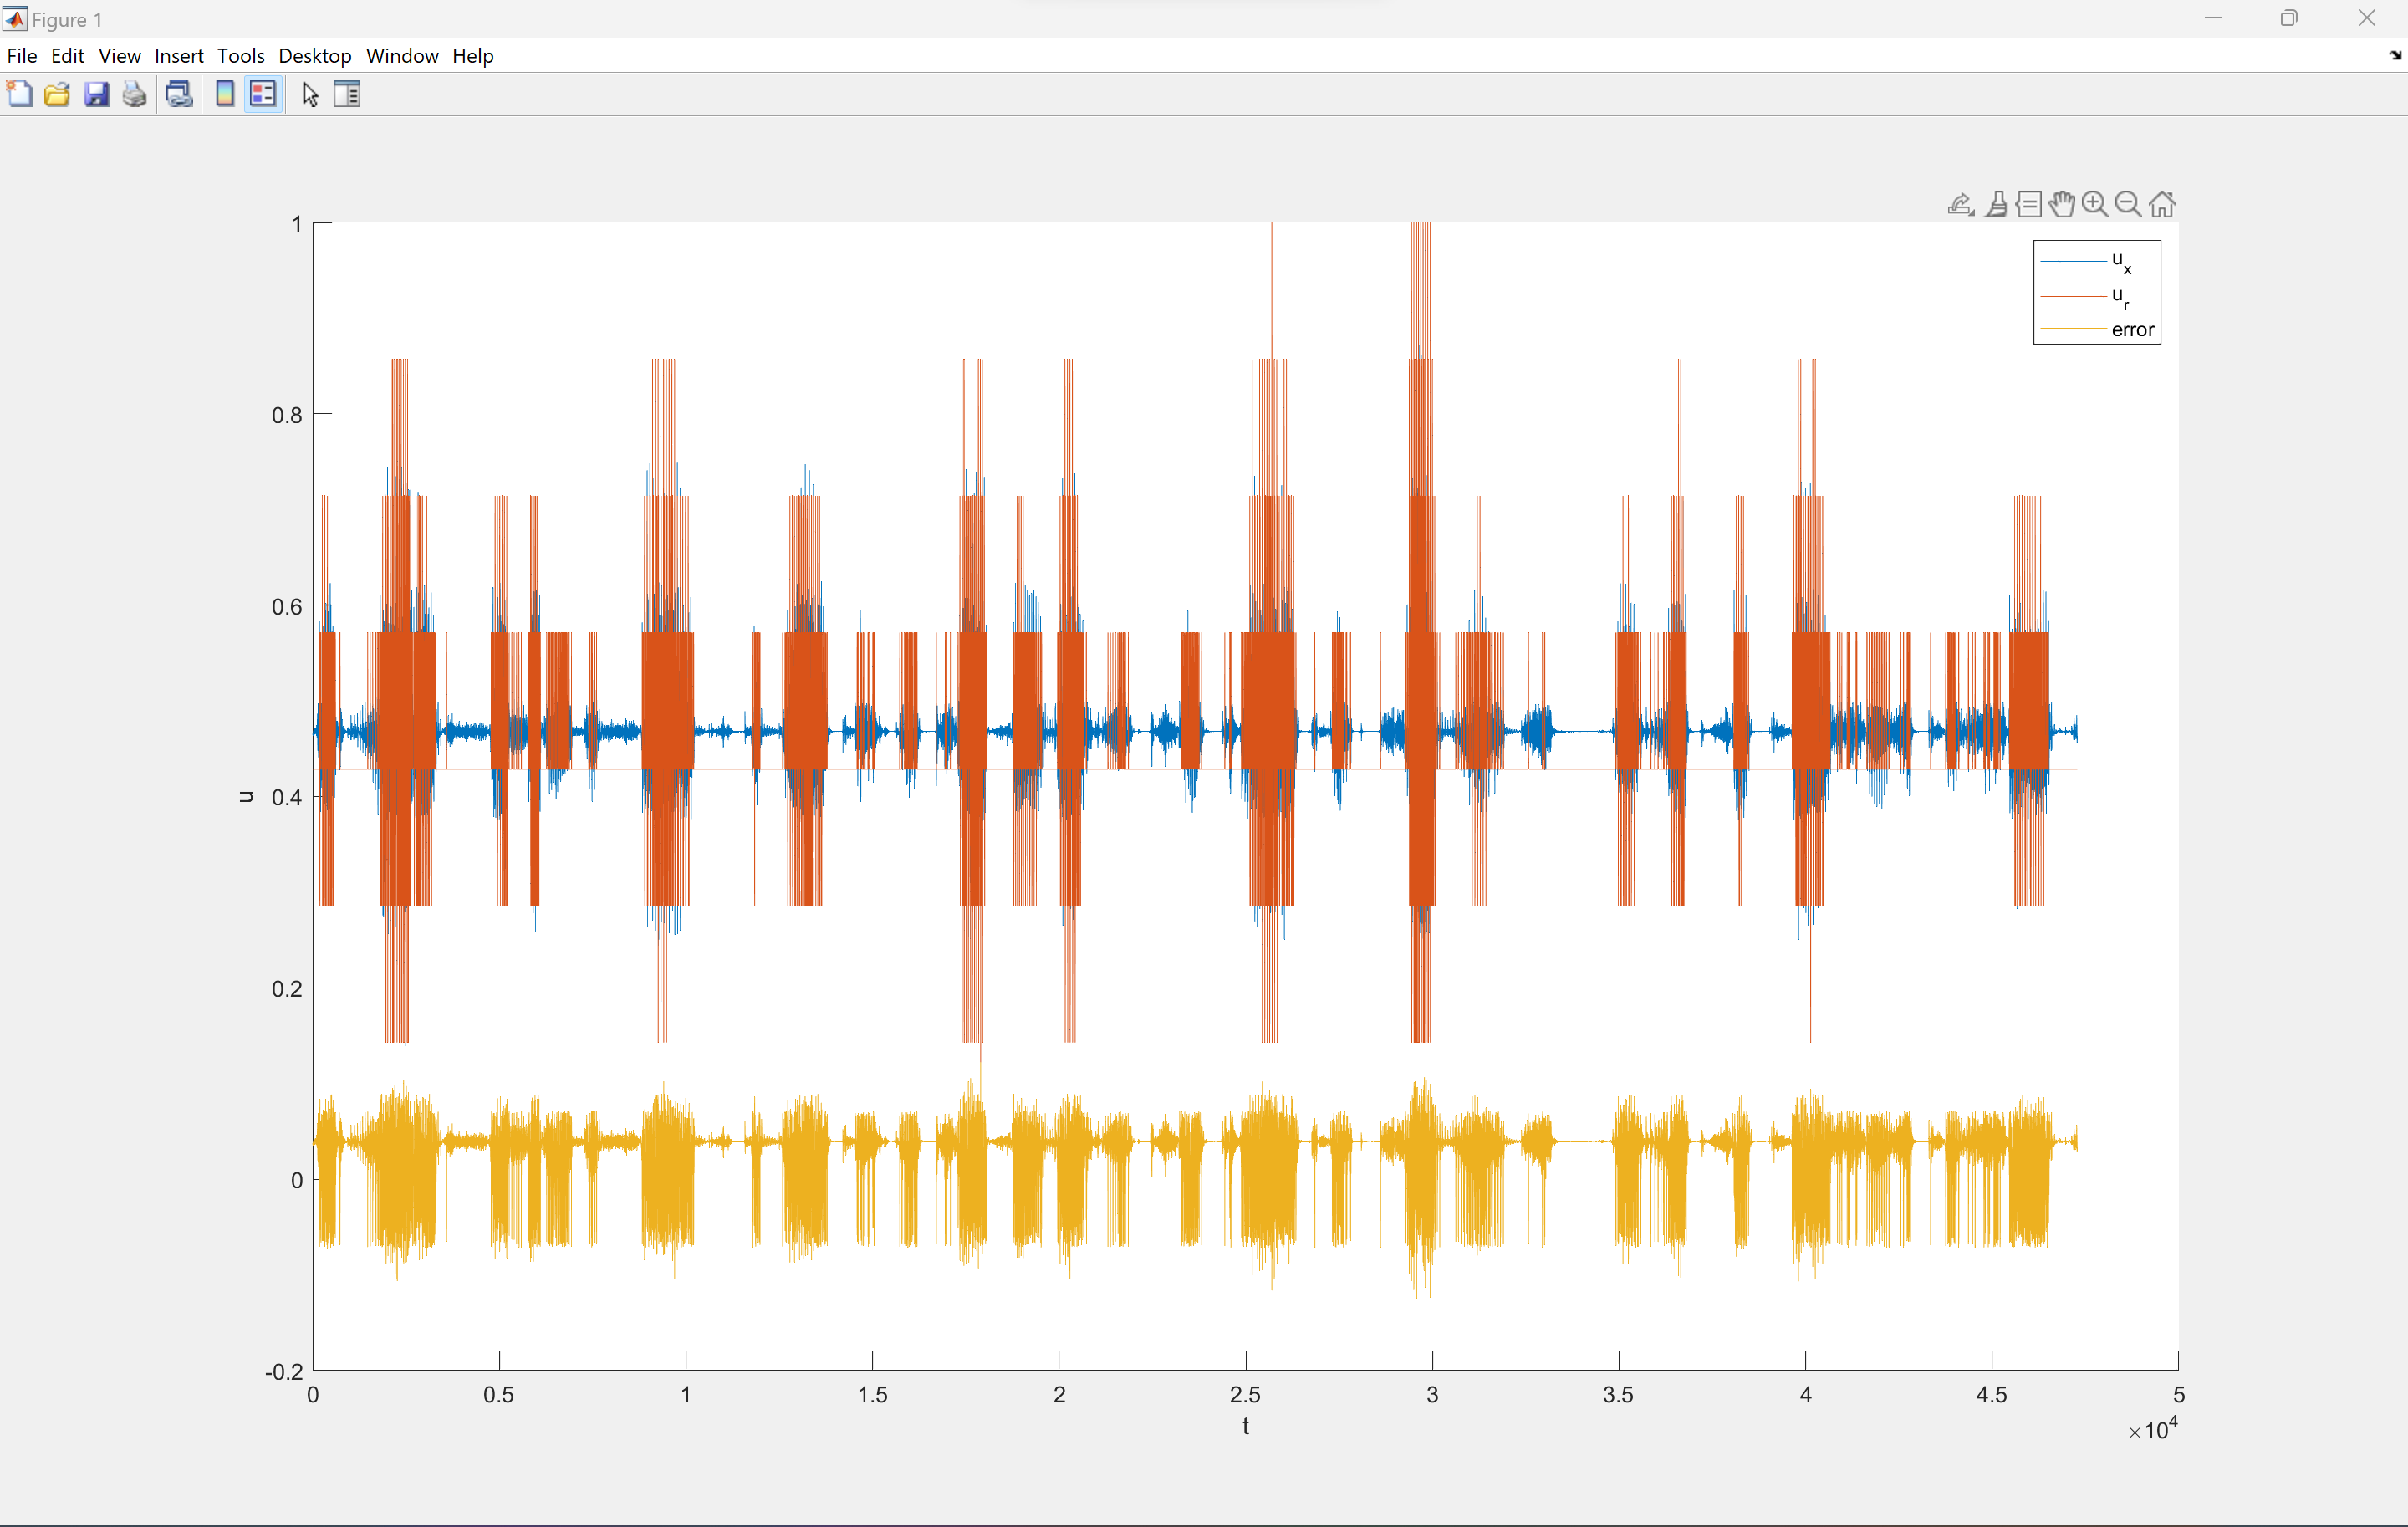 Figure 1
File Edit View Insert Tools Desktop Window Help
1
0.8
0.6
0.4
0.2
0
-0.2
u
u_x
u_r
error
0 0.5 1 1.5 2 2.5 3 3.5 4 4.5 5
t
×10^4